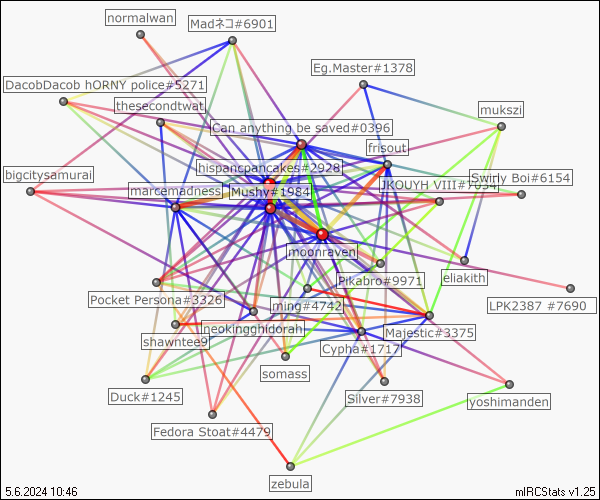 normalwan
Madネコ#6901
Eg.Master#1378
DacobDacob hORNY police#5271
thesecondtwat
mukszi
Can anything be saved#0396
frisout
hispancpancakes#2928
bigcitysamurai
Swirly Boi#6154
JKOUYH VIII#7034
marcemadness
Mushy#1984
moonraven
eliakith
Pikabro#9971
Pocket Persona#3326
ming#4742
LPK2387 #7690
neokingghidorah
Majestic#3375
shawntee9
Cypha#1717
somass
Duck#1245
Silver#7938
yoshimanden
Fedora Stoat#4479
zebula
5.6.2024 10:46
mIRCStats v1.25